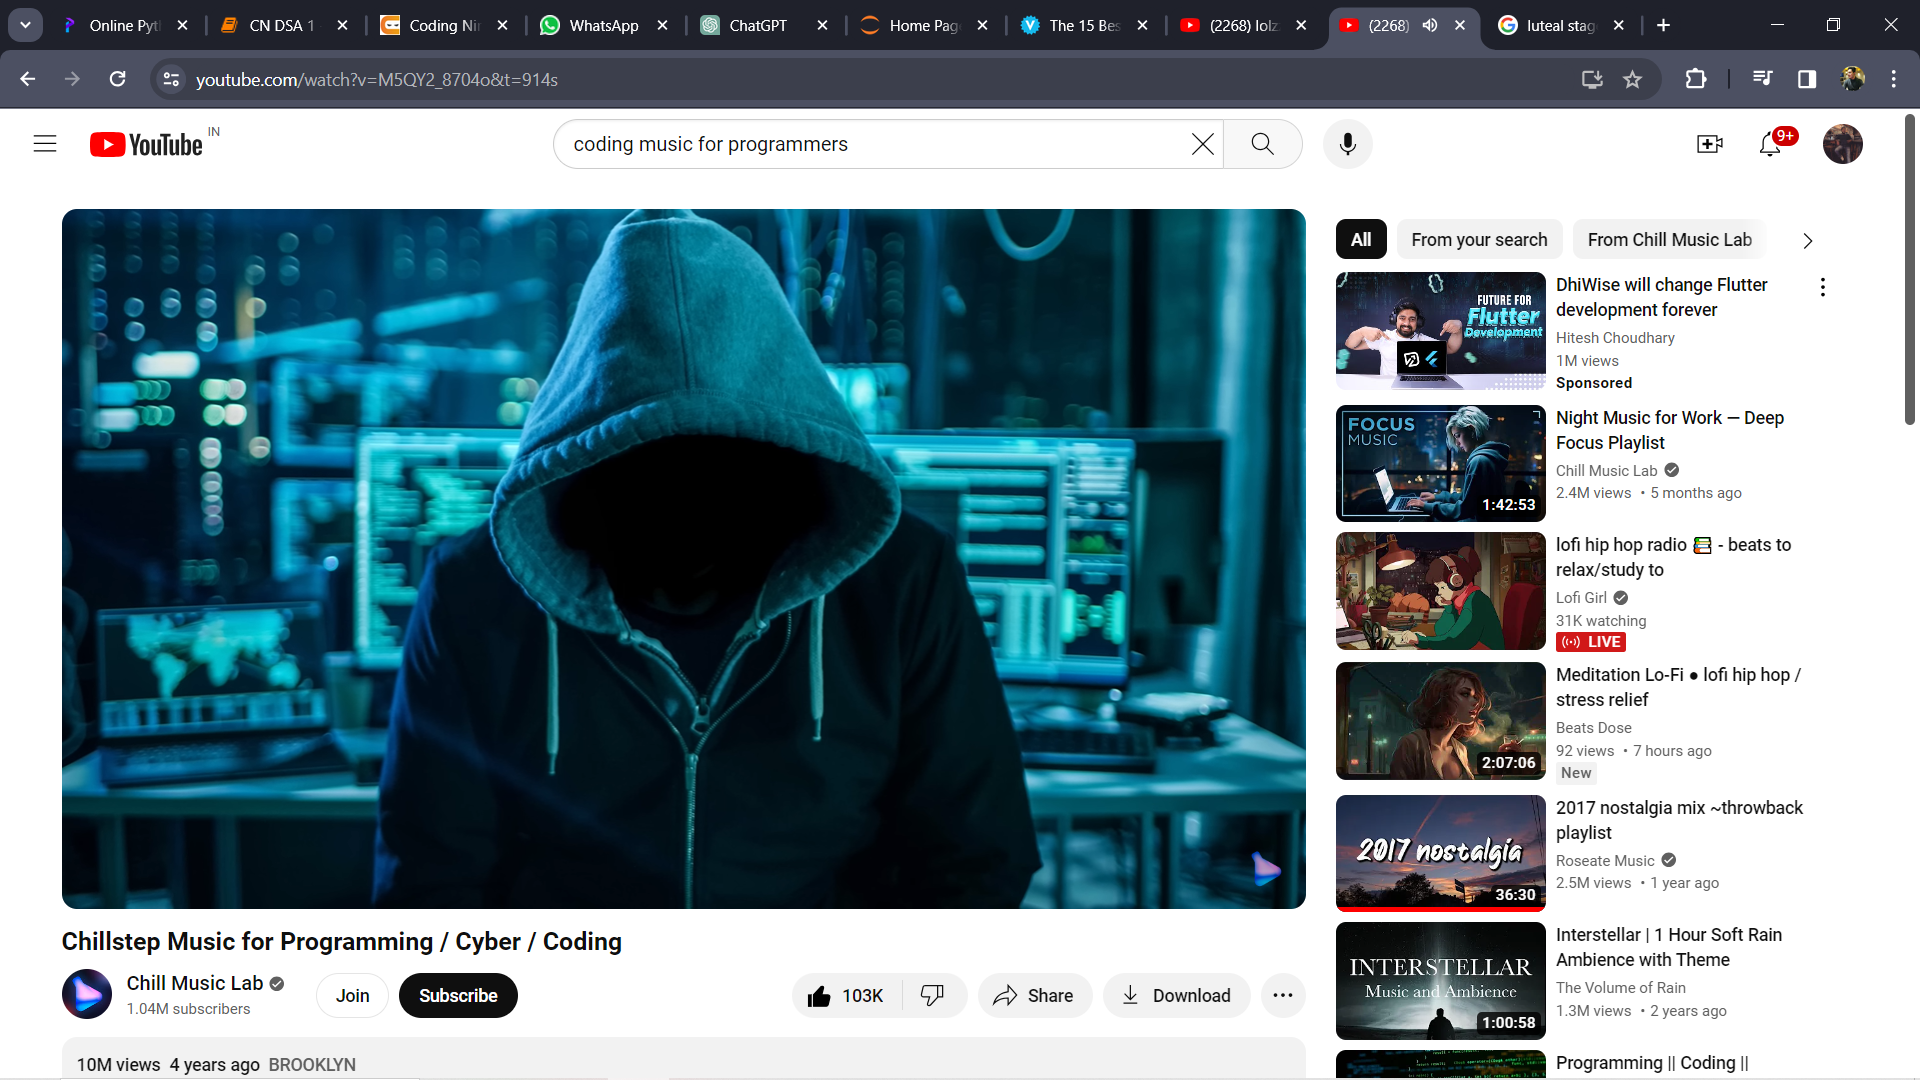 Online Pyt
CN DSA 1
Coding Nin
WhatsApp
ChatGPT
Home Pag
The 15 Bes
(2268) lolz
(2268)
luteal stag
youtube.com/watch?v=M5QY2_8704o&t=914s
YouTube IN
coding music for programmers
9+
All
From your search
From Chill Music Lab
FUTURE FOR
Flutter
Development
DhiWise will change Flutter
development forever
Hitesh Choudhary
1M views
Sponsored
FOCUS
MUSIC
1:42:53
Night Music for Work — Deep
Focus Playlist
Chill Music Lab
2.4M views • 5 months ago
lofi hip hop radio 📚 - beats to
relax/study to
Lofi Girl
31K watching
LIVE
2:07:06
Meditation Lo-Fi ● lofi hip hop /
stress relief
Beats Dose
92 views • 7 hours ago
New
2017 nostalgia
36:30
2017 nostalgia mix ~throwback
playlist
Roseate Music
2.5M views • 1 year ago
INTERSTELLAR
Music and Ambience
1:00:58
Interstellar | 1 Hour Soft Rain
Ambience with Theme
The Volume of Rain
1.3M views • 2 years ago
Programming || Coding ||
Chillstep Music for Programming / Cyber / Coding
Chill Music Lab
1.04M subscribers
Join
Subscribe
103K
Share
Download
10M views 4 years ago BROOKLYN